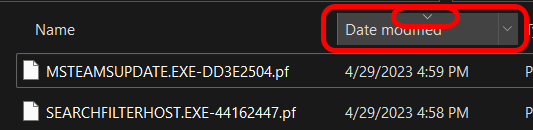 Name Date modified
MSTEAMSUPDATE.EXE-DD3E2504.pf 4/29/2023 4:59 PM P
SEARCHFILTERHOST.EXE-44162447.pf 4/29/2023 4:58 PM P